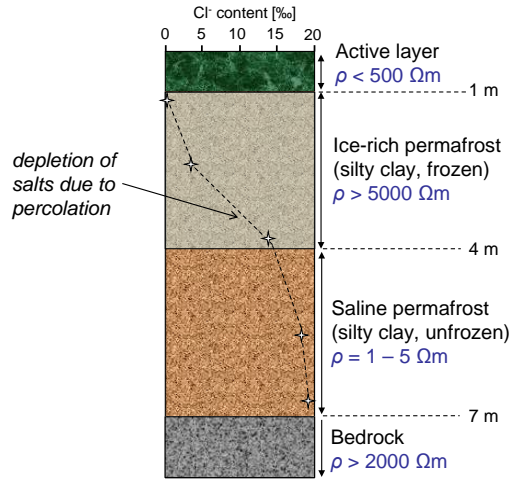 Cl⁻ content [‰]
0 5 10 15 20
Active layer
ρ < 500 Ωm
1 m
Ice-rich permafrost
(silty clay, frozen)
ρ > 5000 Ωm
depletion of
salts due to
percolation
4 m
Saline permafrost
(silty clay, unfrozen)
ρ = 1 – 5 Ωm
7 m
Bedrock
ρ > 2000 Ωm